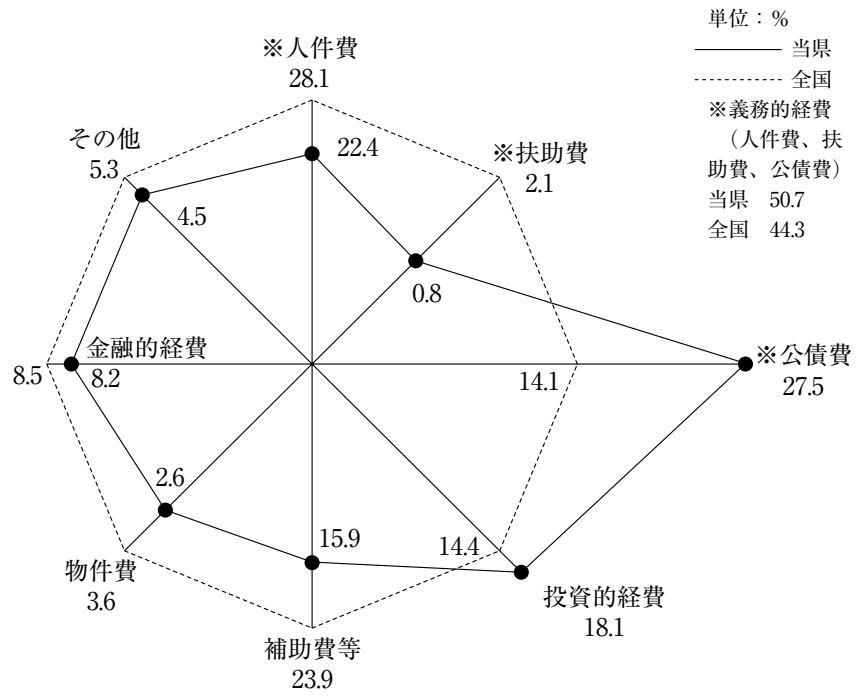 単位：%
当県
全国
※義務的経費
（人件費、扶
助費、公債費）
当県　50.7
全国　44.3
※人件費
28.1
22.4
※扶助費
2.1
0.8
※公債費
27.5
14.1
投資的経費
18.1
14.4
補助費等
23.9
15.9
物件費
3.6
2.6
金融的経費
8.5
8.2
その他
5.3
4.5